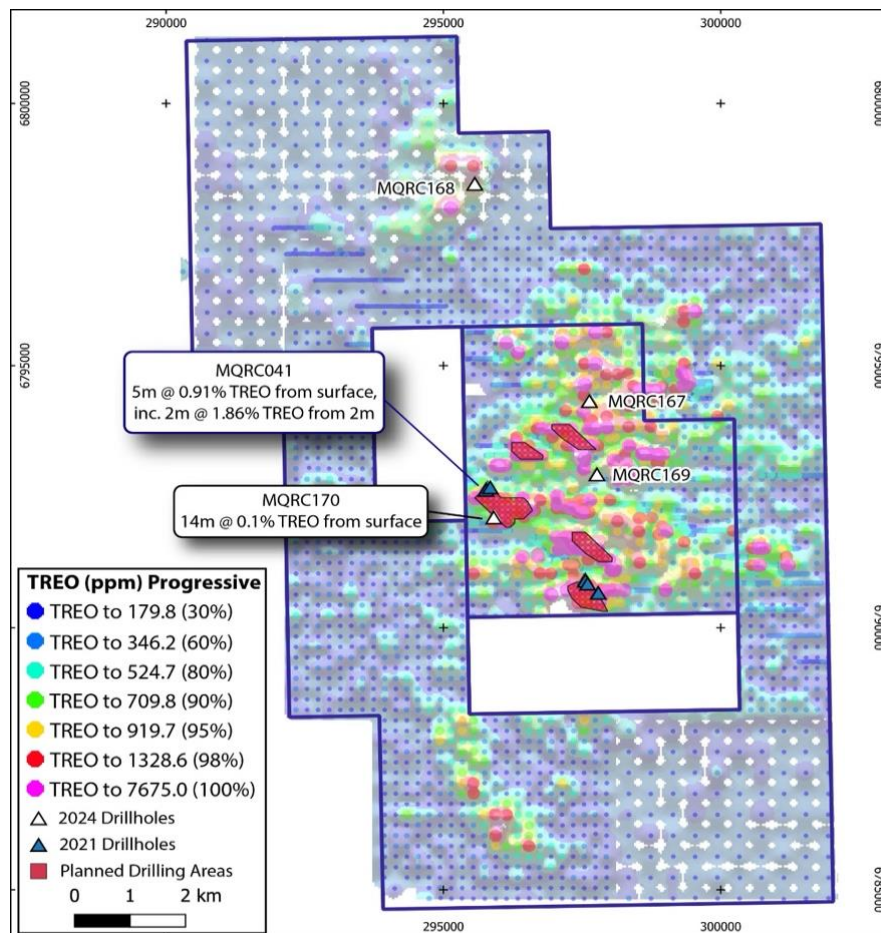 290000
295000
300000
6800000
6800000
MQRC168
6795000
6795000
MQRC041
5m @ 0.91% TREO from surface,
inc. 2m @ 1.86% TREO from 2m
MQRC167
MQRC169
MQRC170
14m @ 0.1% TREO from surface
6790000
TREO (ppm) Progressive
TREO to 179.8 (30%)
TREO to 346.2 (60%)
TREO to 524.7 (80%)
TREO to 709.8 (90%)
TREO to 919.7 (95%)
TREO to 1328.6 (98%)
TREO to 7675.0 (100%)
2024 Drillholes
2021 Drillholes
Planned Drilling Areas
0 1 2 km
6785000
295000
300000